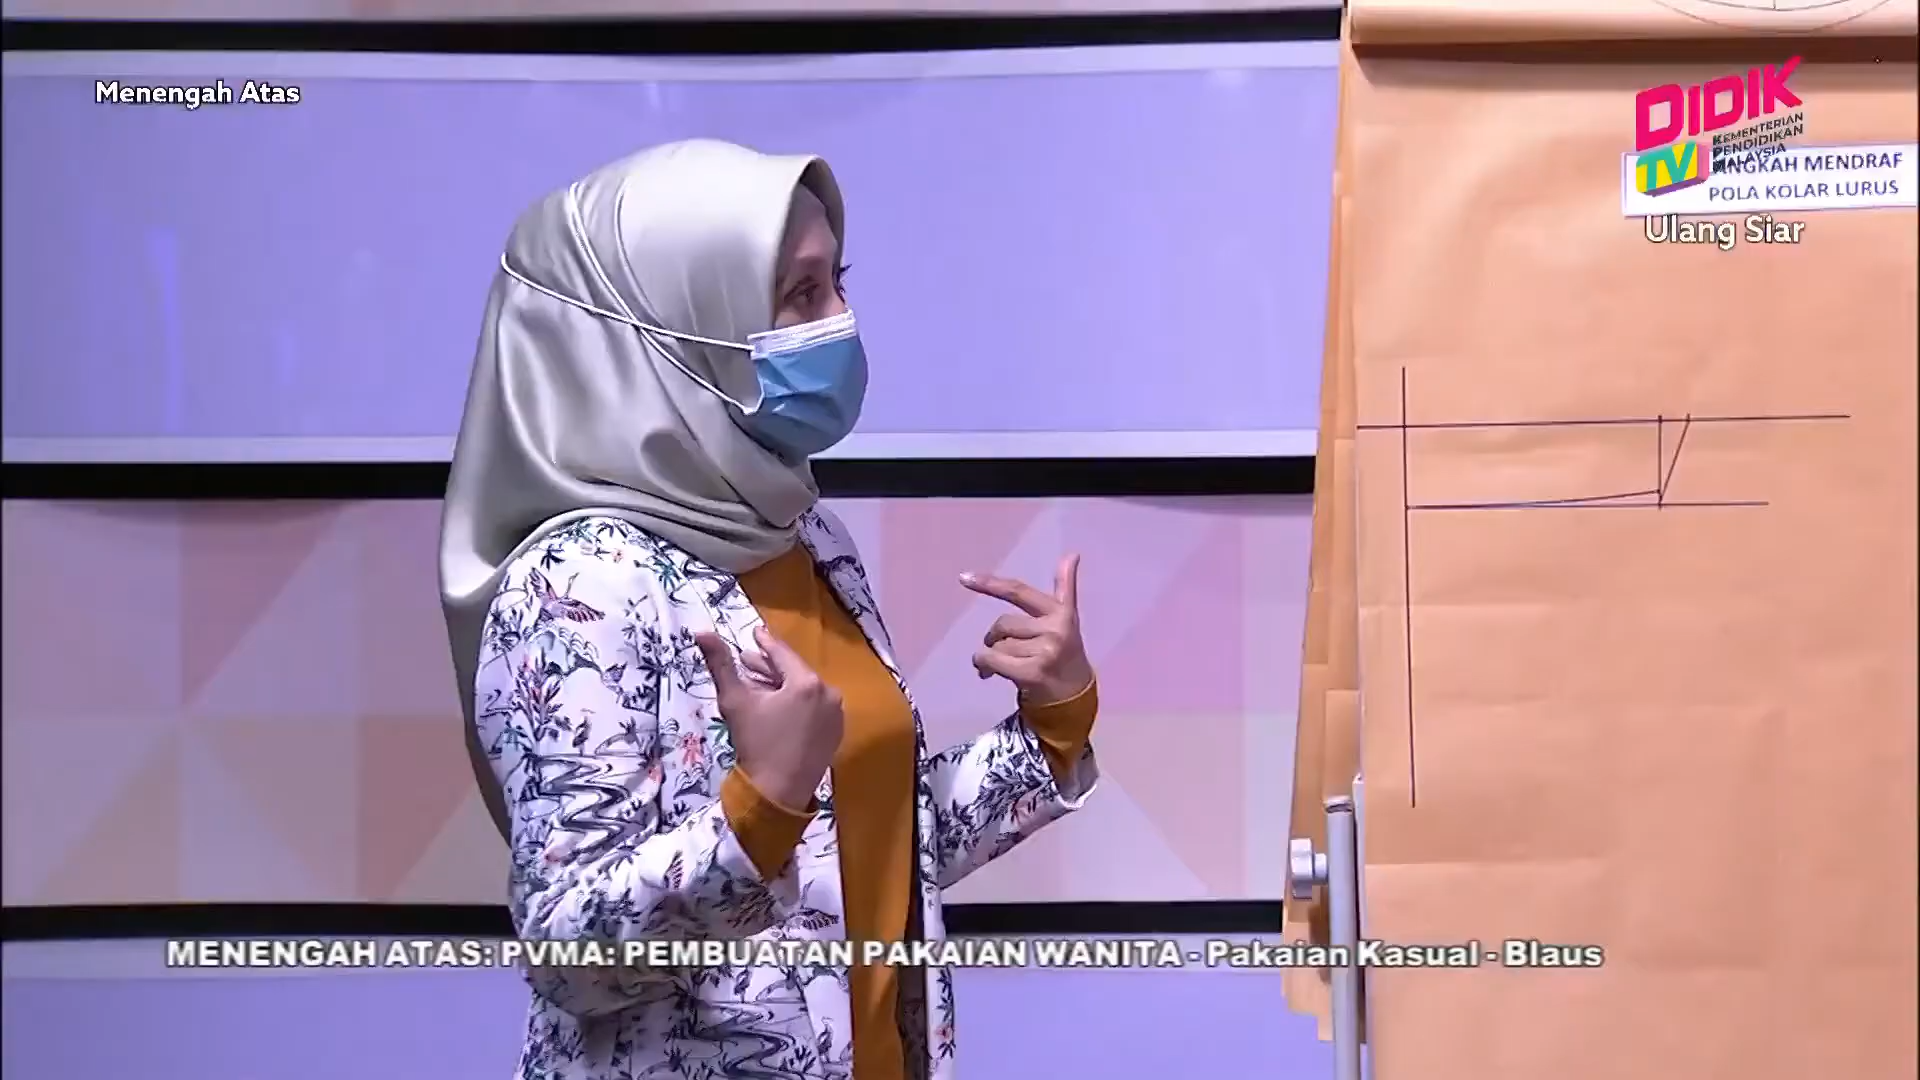 Menengah Atas
DIDIK
TV
KEMENTERIAN
PENDIDIKAN
MALAYSIA
MENDRAF
POLA KOLAR LURUS
Ulang Siar
MENENGAH ATAS: PVMA: PEMBUATAN PAKAIAN WANITA - Pakaian Kasual - Blaus